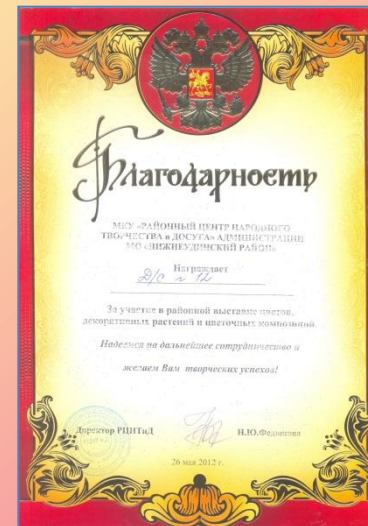 Благодарность
МКУ «РАЙОННЫЙ ЦЕНТР НАРОДНОГО
ТВОРЧЕСТВА и ДОСУГА» АДМИНИСТРАЦИИ
МО «НИЖНЕУДИНСКИЙ РАЙОН»
Награждает
Д/С № 12
За участие в районной выставке цветов,
декоративных растений и цветочных композиций.
Надеемся на дальнейшее сотрудничество и
желаем Вам творческих успехов!
Директор РЦНТиД Н.Ю.
26 мая 2012 г.